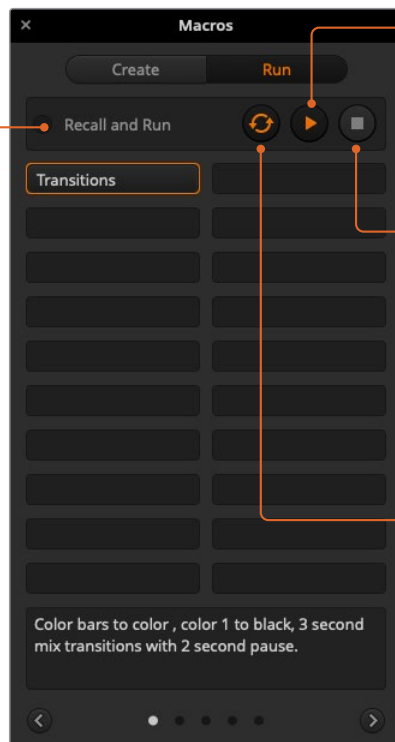 Macros
Create
Run
Recall and Run
Transitions
Color bars to color , color 1 to black, 3 second
mix transitions with 2 second pause.